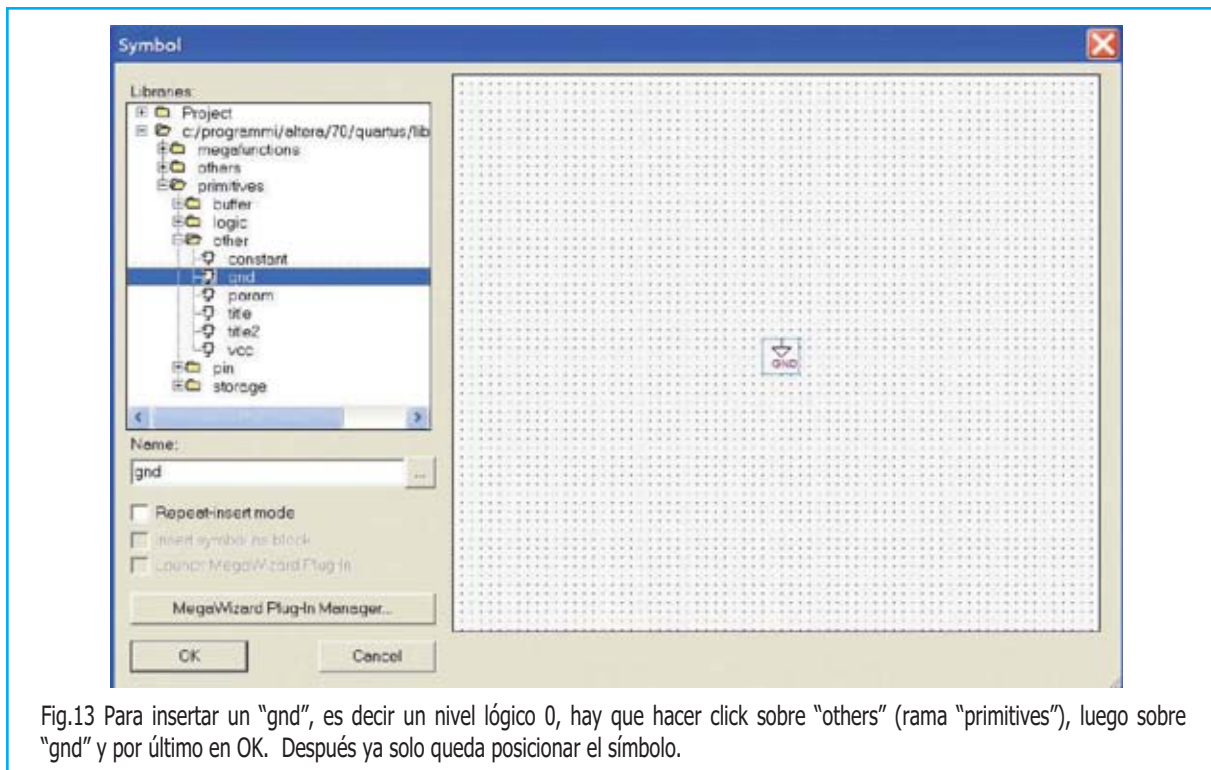 Symbol
Libraries:
Project
c:/programmi/altera/70/quartus/lib
megafunctions
others
primitives
buffer
logic
other
constant
gnd
param
title
title2
vcc
pin
storage
Name:
gnd
...
Repeat-insert mode
Insert symbol as block
Launch MegaWizard Plug-In
MegaWizard Plug-In Manager...
OK
Cancel
GND
Fig.13 Para insertar un “gnd”, es decir un nivel lógico 0, hay que hacer click sobre “others” (rama “primitives”), luego sobre
“gnd” y por último en OK. Después ya solo queda posicionar el símbolo.